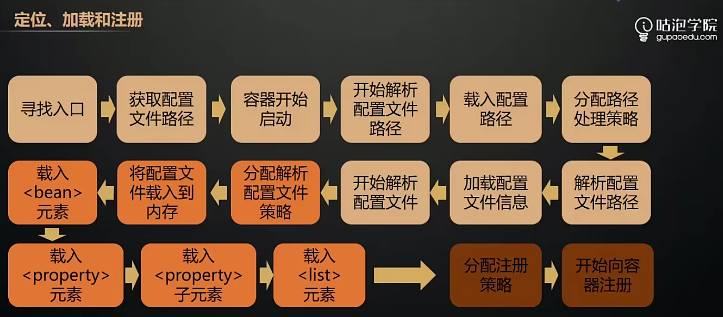 定位、加载和注册
咕泡学院
gupaoedu.com
寻找入口
获取配置
文件路径
容器开始
启动
开始解析
配置文件
路径
载入配置
路径
分配路径
处理策略
解析配置
文件路径
加载配置
文件信息
开始解析
配置文件
分配解析
配置文件
策略
将配置文
件载入到
内存
载入
<bean>
元素
载入
<property>
元素
载入
<property>
子元素
载入
<list>
元素
分配注册
策略
开始向容
器注册